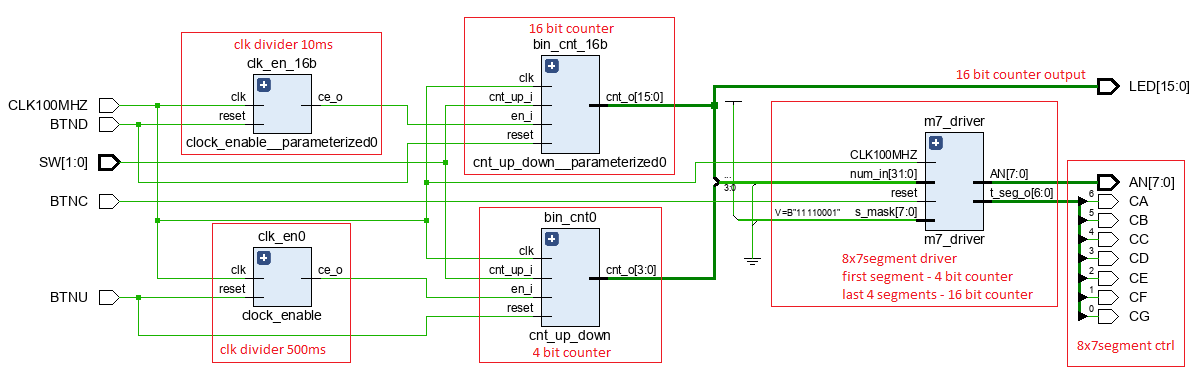 16 bit counter
clk divider 10ms
bin_cnt_16b
clk_en_16b
clk
16 bit counter output
LED[15:0]
CLK100MHZ
clk
ce_o
cnt_up_i
cnt_o[15:0]
reset
en_i
BTND
m7_driver
reset
clock_enable__parameterized0
cnt_up_down__parameterized0
SW[1:0]
CLK100MHZ
...
num_in[31:0]
AN[7:0]
AN[7:0]
3:0
reset
t_seg_o[6:0]
6
CA
BTNC
V=B"11110001"
s_mask[7:0]
5
CB
bin_cnt0
clk_en0
m7_driver
4
CC
clk
8x7segment driver
3
CD
clk
ce_o
cnt_up_i
cnt_o[3:0]
first segment - 4 bit counter
2
CE
reset
en_i
last 4 segments - 16 bit counter
1
CF
BTNU
reset
0
CG
clock_enable
cnt_up_down
clk divider 500ms
4 bit counter
8x7segment ctrl